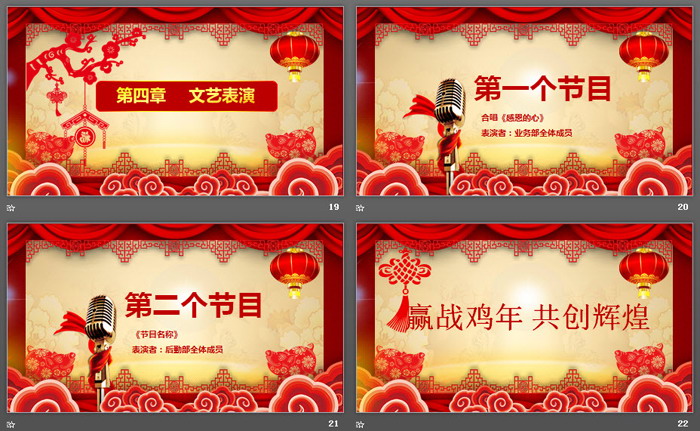 第四章 文艺表演
19
第一个节目
合唱《感恩的心》
表演者：业务部全体成员
20
第二个节目
《节目名称》
表演者：后勤部全体成员
21
赢战鸡年 共创辉煌
22